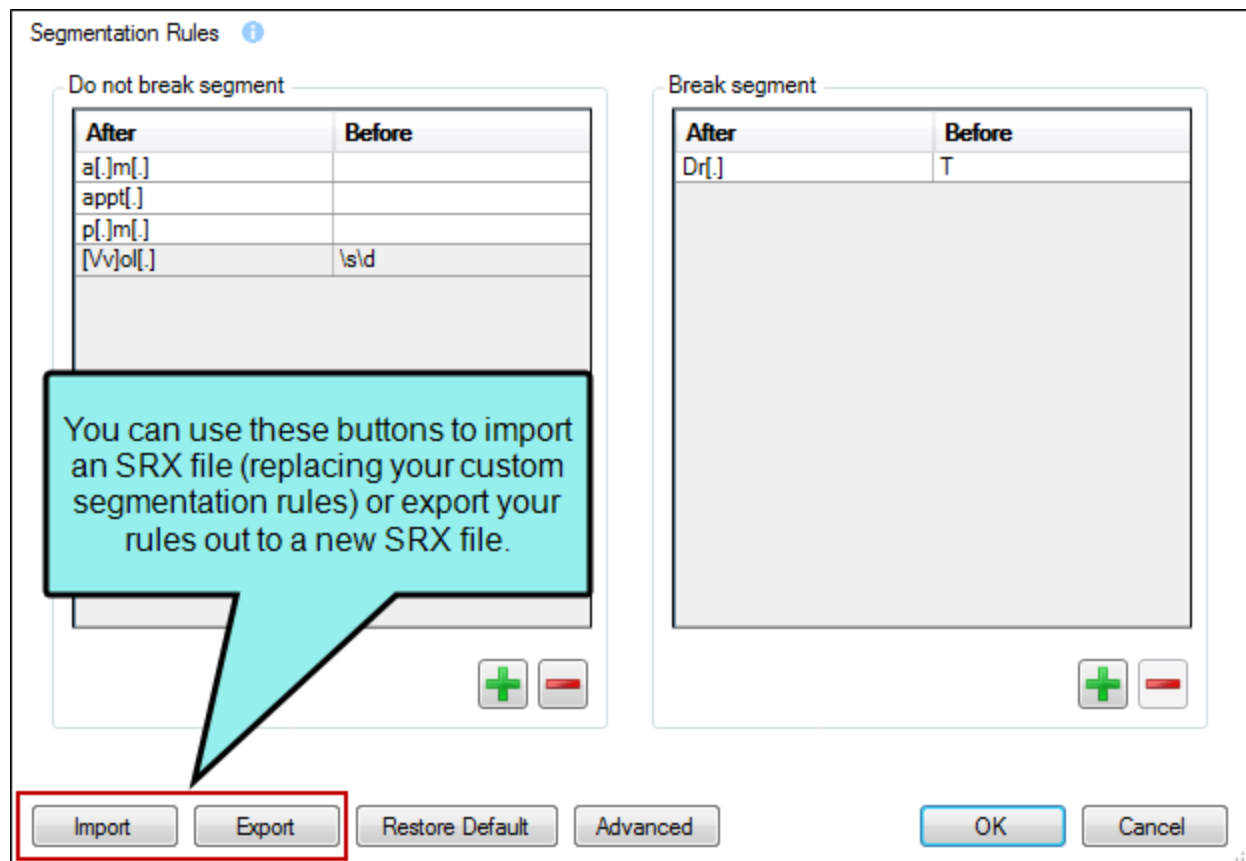 Segmentation Rules
Do not break segment
After Before
a[.]m[.]
appt[.]
p[.]m[.]
[Vv]ol[.] \s\d
Break segment
After Before
Dr[.] T
You can use these buttons to import
an SRX file (replacing your custom
segmentation rules) or export your
rules out to a new SRX file.
Import Export Restore Default Advanced OK Cancel